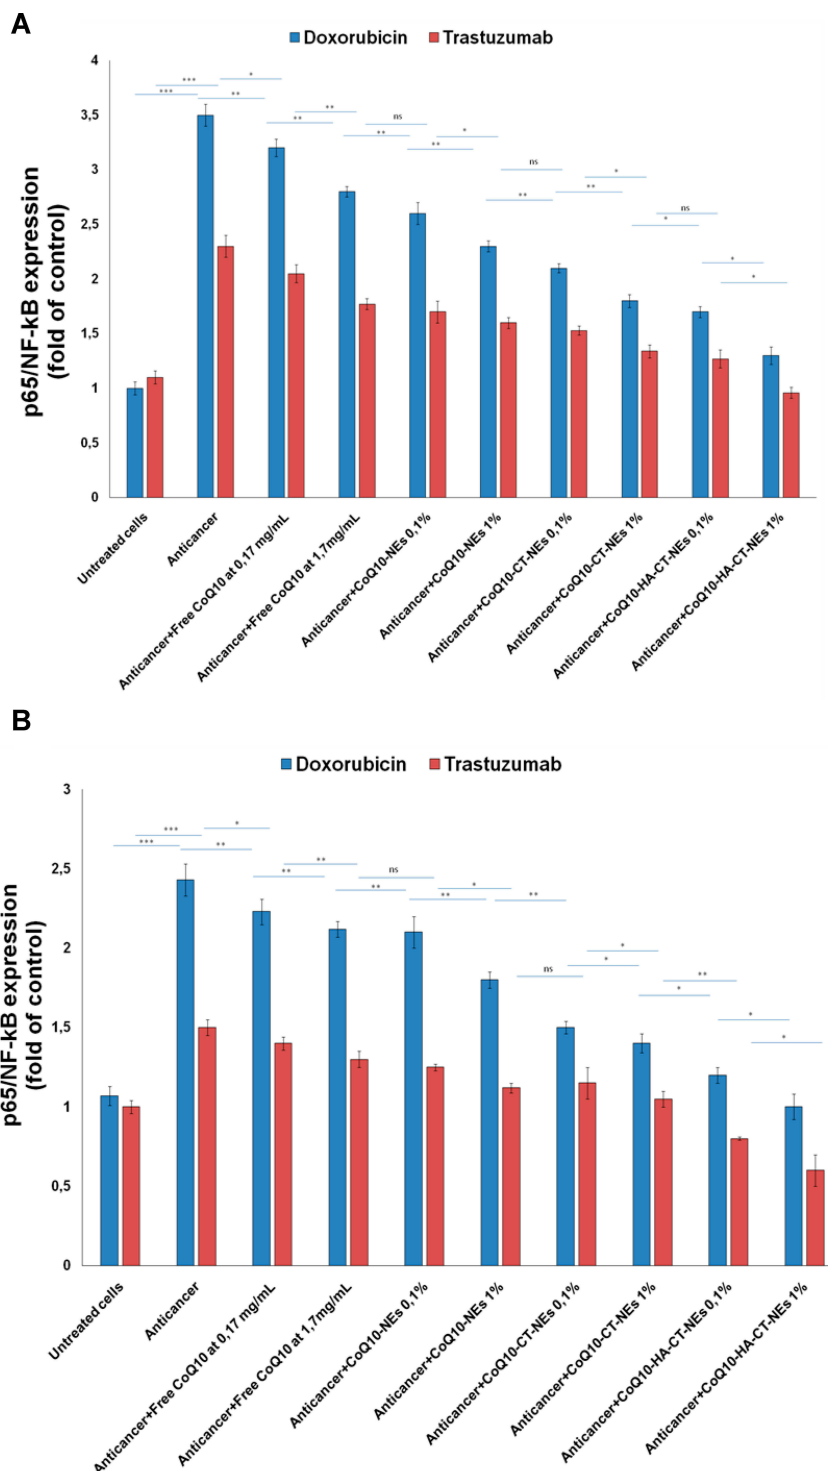 A
Doxorubicin Trastuzumab
p65/NF-kB expression
(fold of control)
4
3,5
3
2,5
2
1,5
1
0,5
0
*** *** ** * ** ** ** ns ** * ** ns ** * ** ns * * *
Untreated cells
Anticancer
Anticancer+Free CoQ10 at 0,17 mg/mL
Anticancer+Free CoQ10 at 1,7mg/mL
Anticancer+CoQ10-NEs 0,1%
Anticancer+CoQ10-NEs 1%
Anticancer+CoQ10-CT-NEs 0,1%
Anticancer+CoQ10-CT-NEs 1%
Anticancer+CoQ10-HA-CT-NEs 0,1%
Anticancer+CoQ10-HA-CT-NEs 1%
B
Doxorubicin Trastuzumab
p65/NF-kB expression
(fold of control)
3
2,5
2
1,5
1
0,5
0
*** *** ** * ** ** ** ns ** * ** ns * * * ** * *
Untreated cells
Anticancer
Anticancer+Free CoQ10 at 0,17 mg/mL
Anticancer+Free CoQ10 at 1,7mg/mL
Anticancer+CoQ10-NEs 0,1%
Anticancer+CoQ10-NEs 1%
Anticancer+CoQ10-CT-NEs 0,1%
Anticancer+CoQ10-CT-NEs 1%
Anticancer+CoQ10-HA-CT-NEs 0,1%
Anticancer+CoQ10-HA-CT-NEs 1%